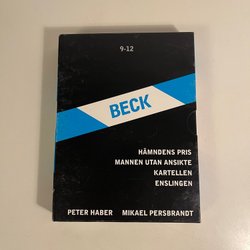 9-12
BECK
HÄMNDENS PRIS
MANNEN UTAN ANSIKTE
KARTELLEN
ENSLINGEN
PETER HABER MIKAEL PERSBRANDT